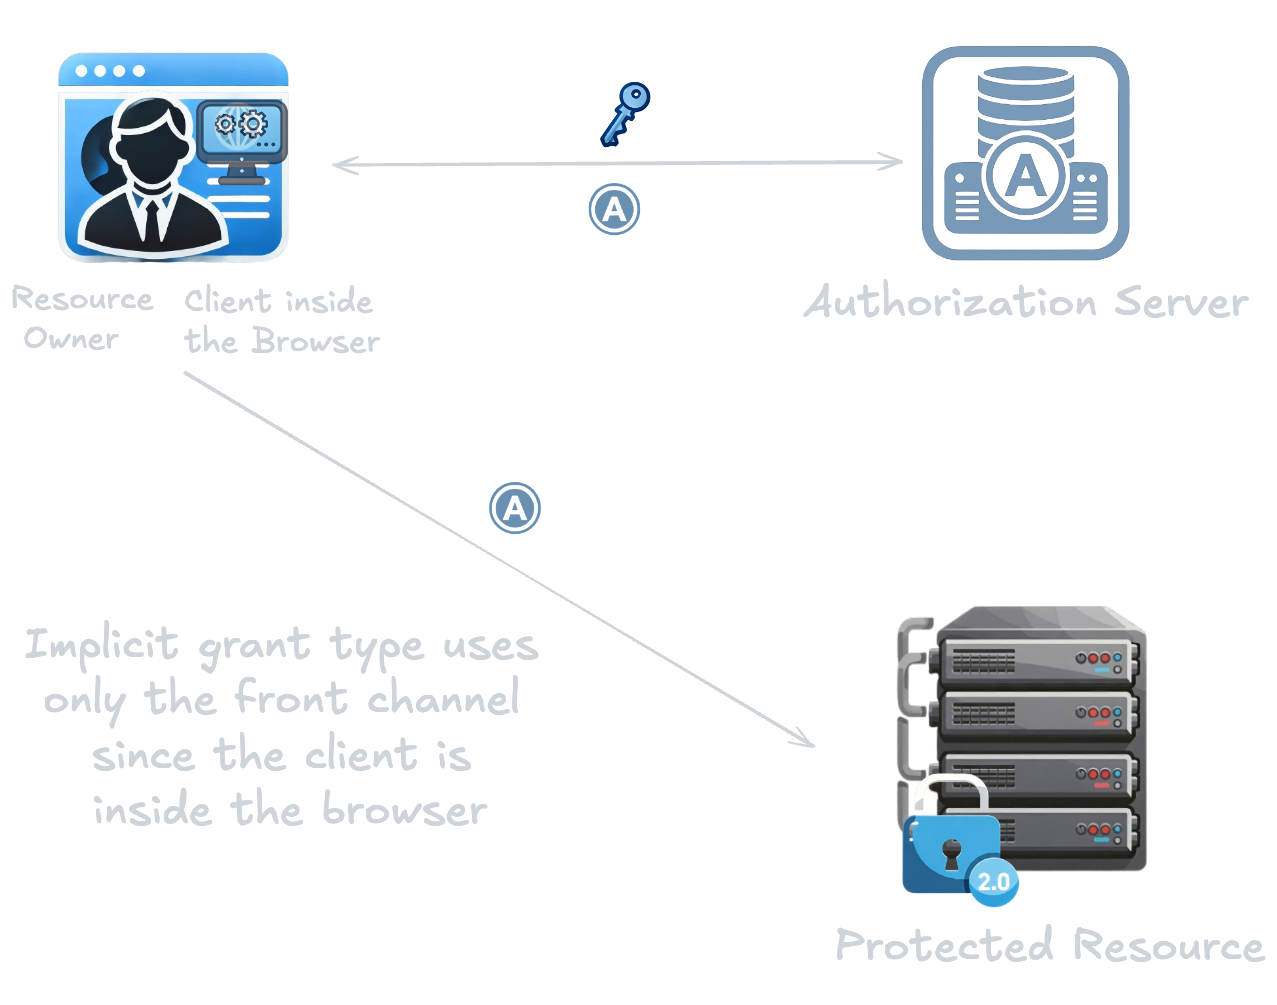 A
A
Resource
Owner
Client inside
the Browser
Authorization Server
A
Implicit grant type uses
only the front channel
since the client is
inside the browser
2.0
Protected Resource